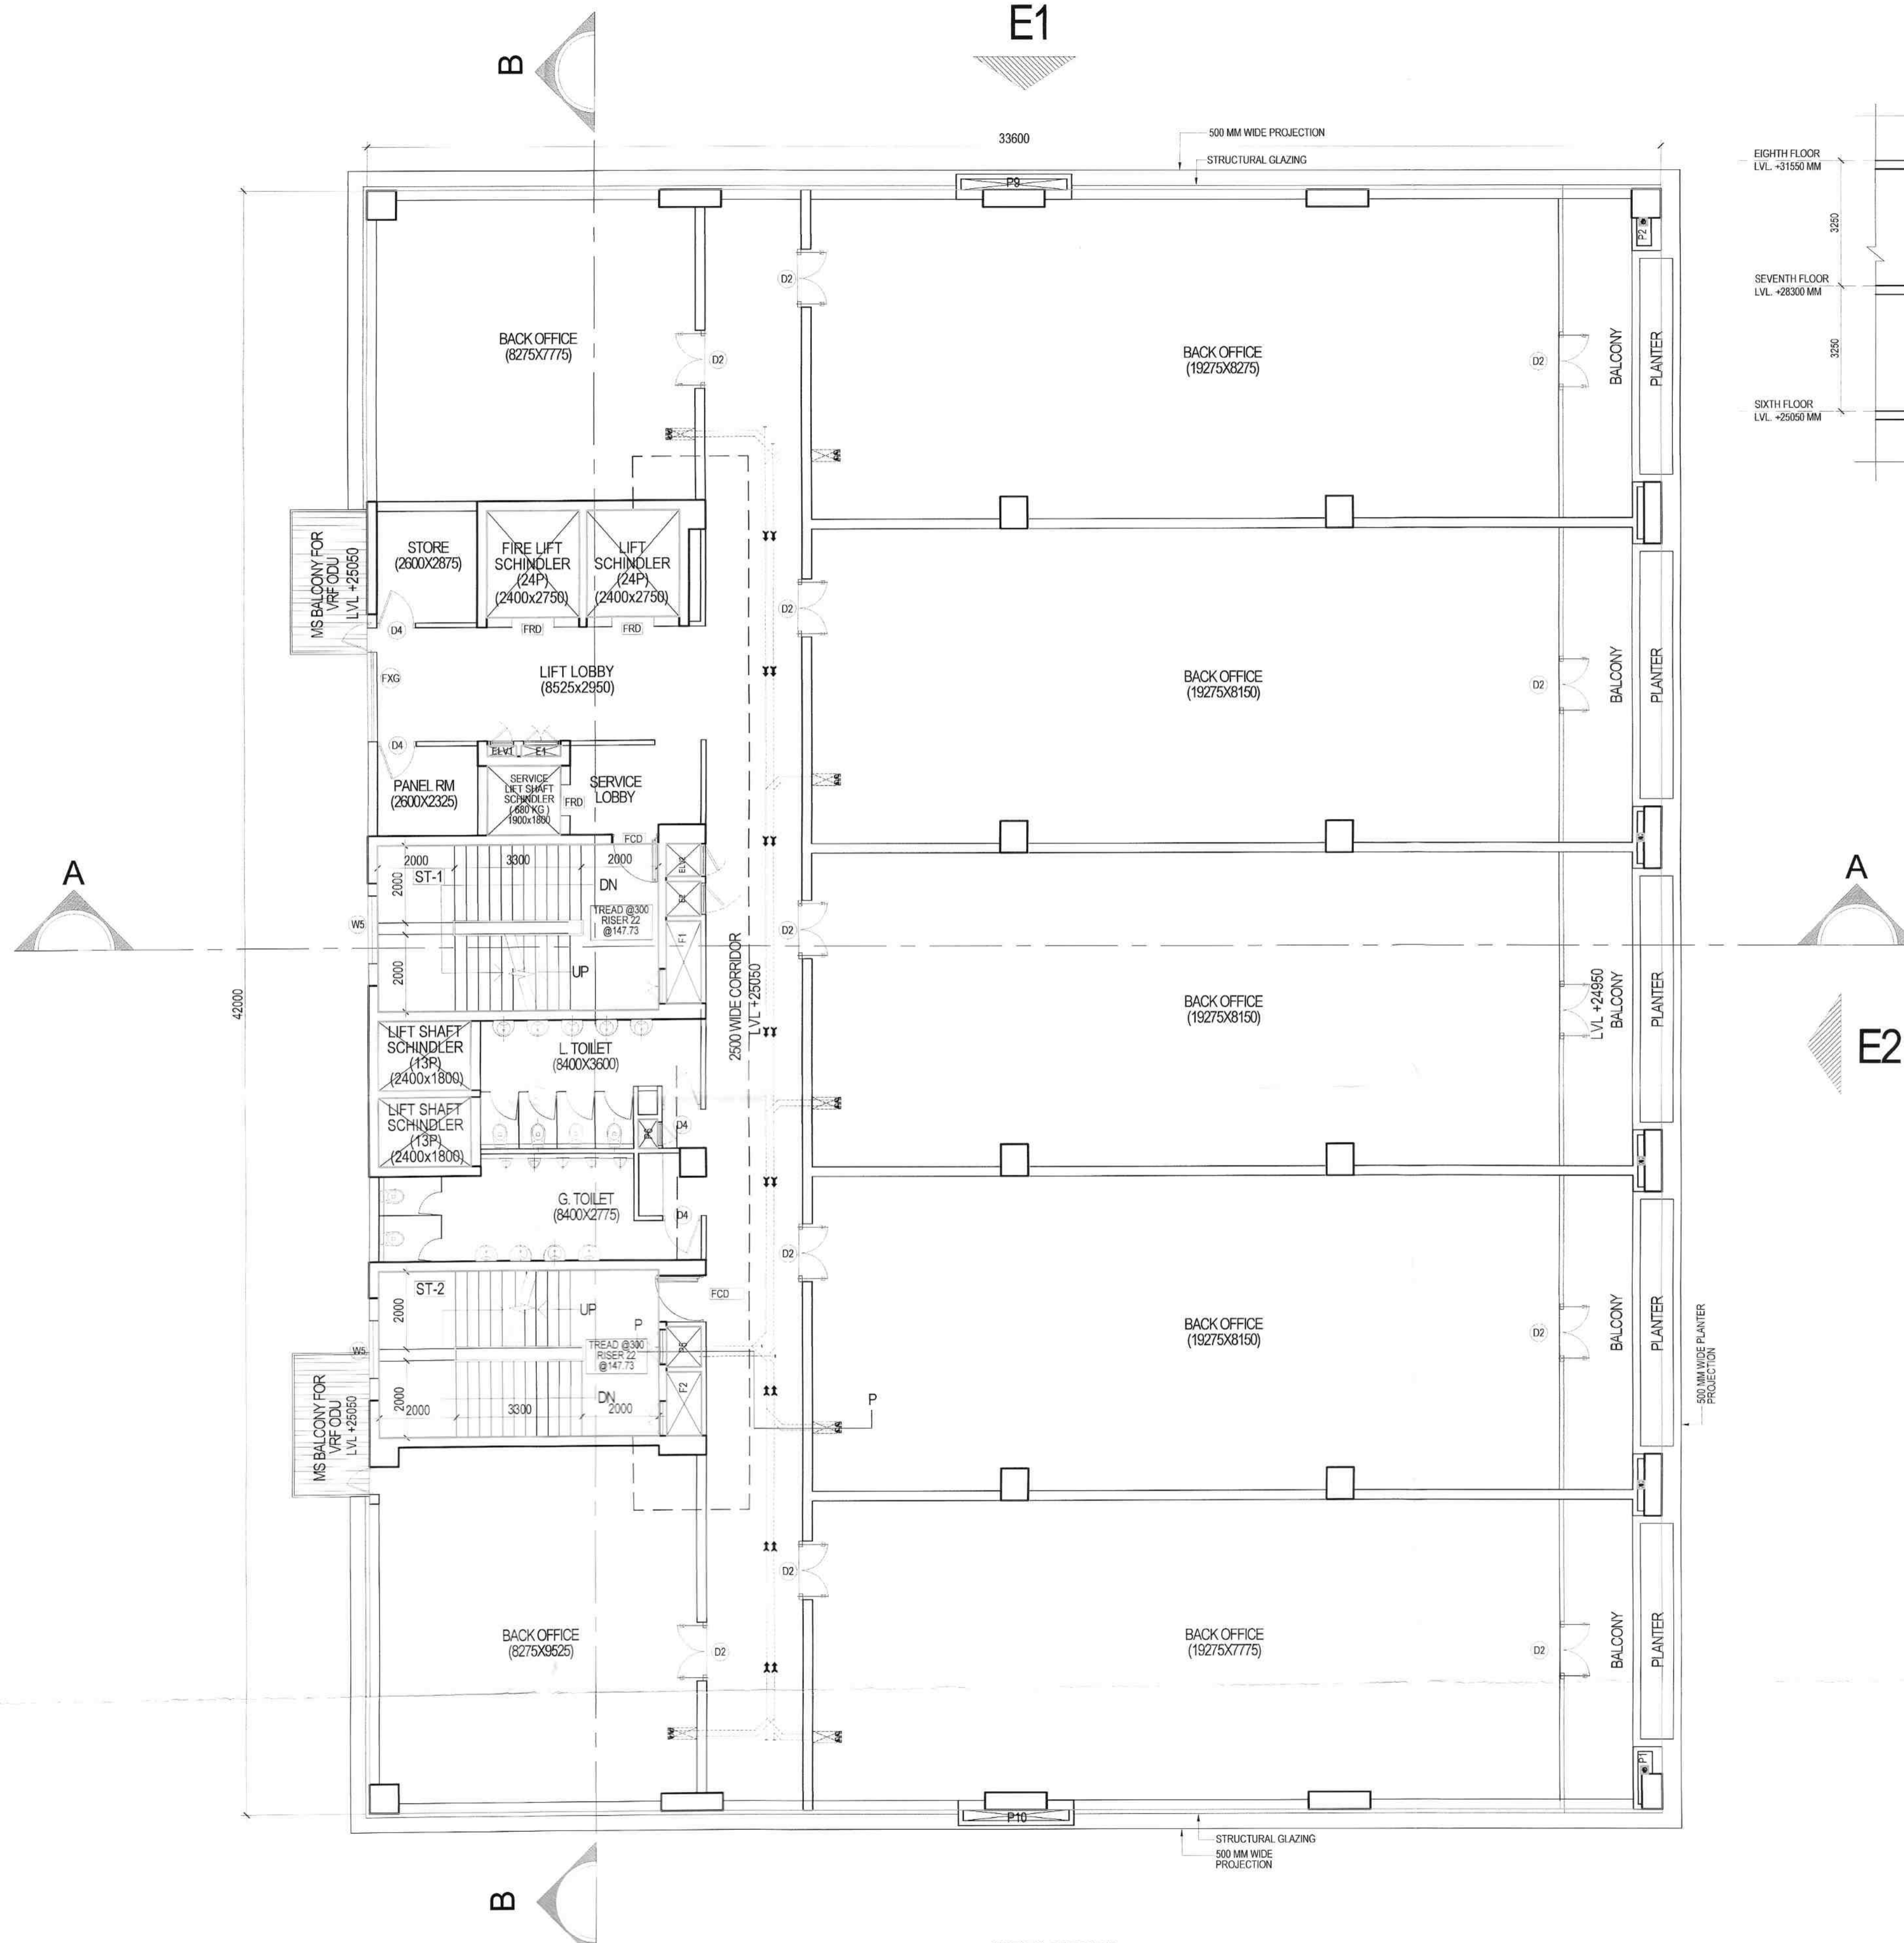 E1
B
33600
500 MM WIDE PROJECTION
STRUCTURAL GLAZING
EIGHTH FLOOR
LVL. +31550 MM
3250
SEVENTH FLOOR
LVL. +28300 MM
3250
SIXTH FLOOR
LVL. +25050 MM
P9
P2
D2
BACK OFFICE
(8275X7775)
D2
BACK OFFICE
(19275X8275)
D2
BALCONY
PLANTER
MS BALCONY FOR
VRF ODU
LVL +25050
STORE
(2600X2875)
FIRE LIFT
SCHINDLER
(24P)
(2400x2750)
LIFT
SCHINDLER
(24P)
(2400x2750)
D4
FRD
FRD
D2
LIFT LOBBY
(8525x2950)
FXG
BACK OFFICE
(19275X8150)
D2
BALCONY
PLANTER
D4
ELV1
E1
PANEL RM
(2600X2325)
SERVICE
LIFT SHAFT
SCHINDLER
( 680 KG )
1900x1800
FRD
SERVICE
LOBBY
FCD
2000
3300
2000
ST-1
2000
DN
ELV2
E2
TREAD @300
RISER 22
@147.73
F1
W5
D2
A
A
2000
UP
2500 WIDE CORRIDOR
LVL +25050
42000
BACK OFFICE
(19275X8150)
LVL +24950
BALCONY
PLANTER
E2
LIFT SHAFT
SCHINDLER
(13P)
(2400x1800)
L. TOILET
(8400X3600)
LIFT SHAFT
SCHINDLER
(13P)
(2400x1800)
D4
G. TOILET
(8400X2775)
D4
D2
FCD
ST-2
2000
UP
P
TREAD @300
RISER 22
@147.73
W5
F2
2000
DN
2000
3300
2000
P
BACK OFFICE
(19275X8150)
D2
BALCONY
PLANTER
500 MM WIDE PLANTER
PROJECTION
MS BALCONY FOR
VRF ODU
LVL +25050
D2
BACK OFFICE
(8275X9525)
D2
BACK OFFICE
(19275X7775)
D2
BALCONY
PLANTER
P1
P10
STRUCTURAL GLAZING
500 MM WIDE
PROJECTION
B